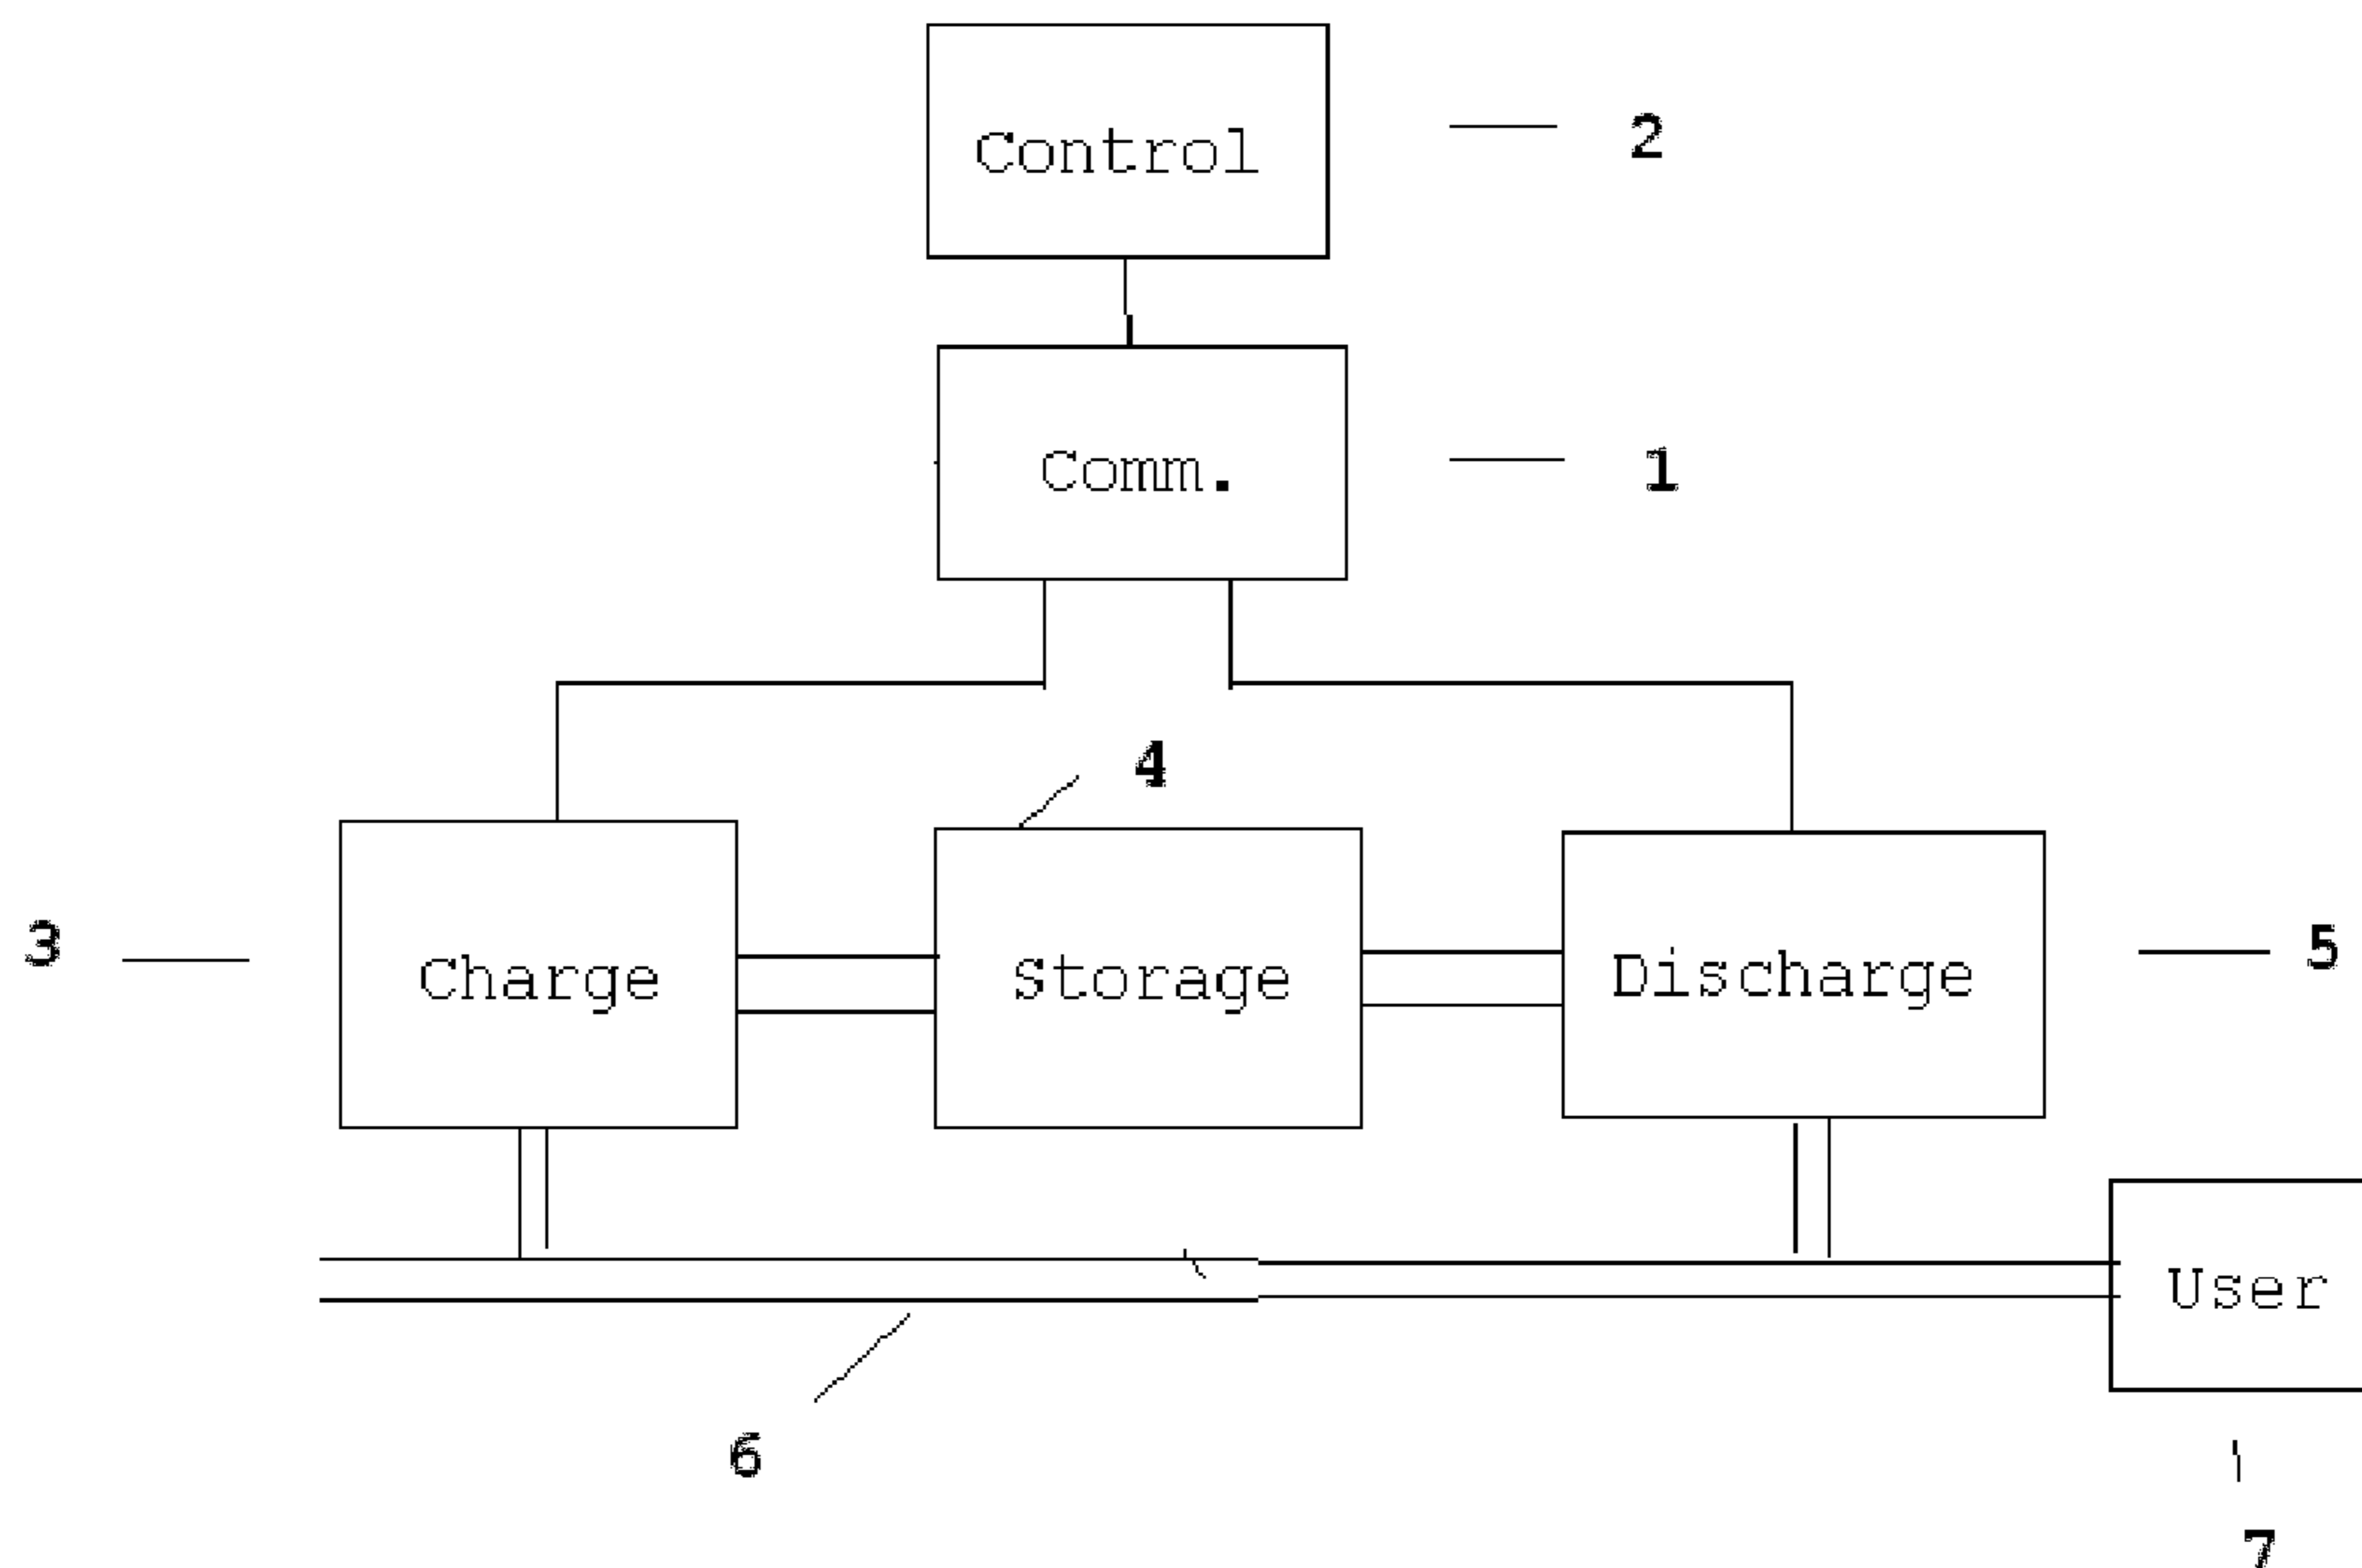 Control
2
Comm.
1
4
3
Charge
Storage
Discharge
5
User
6
7